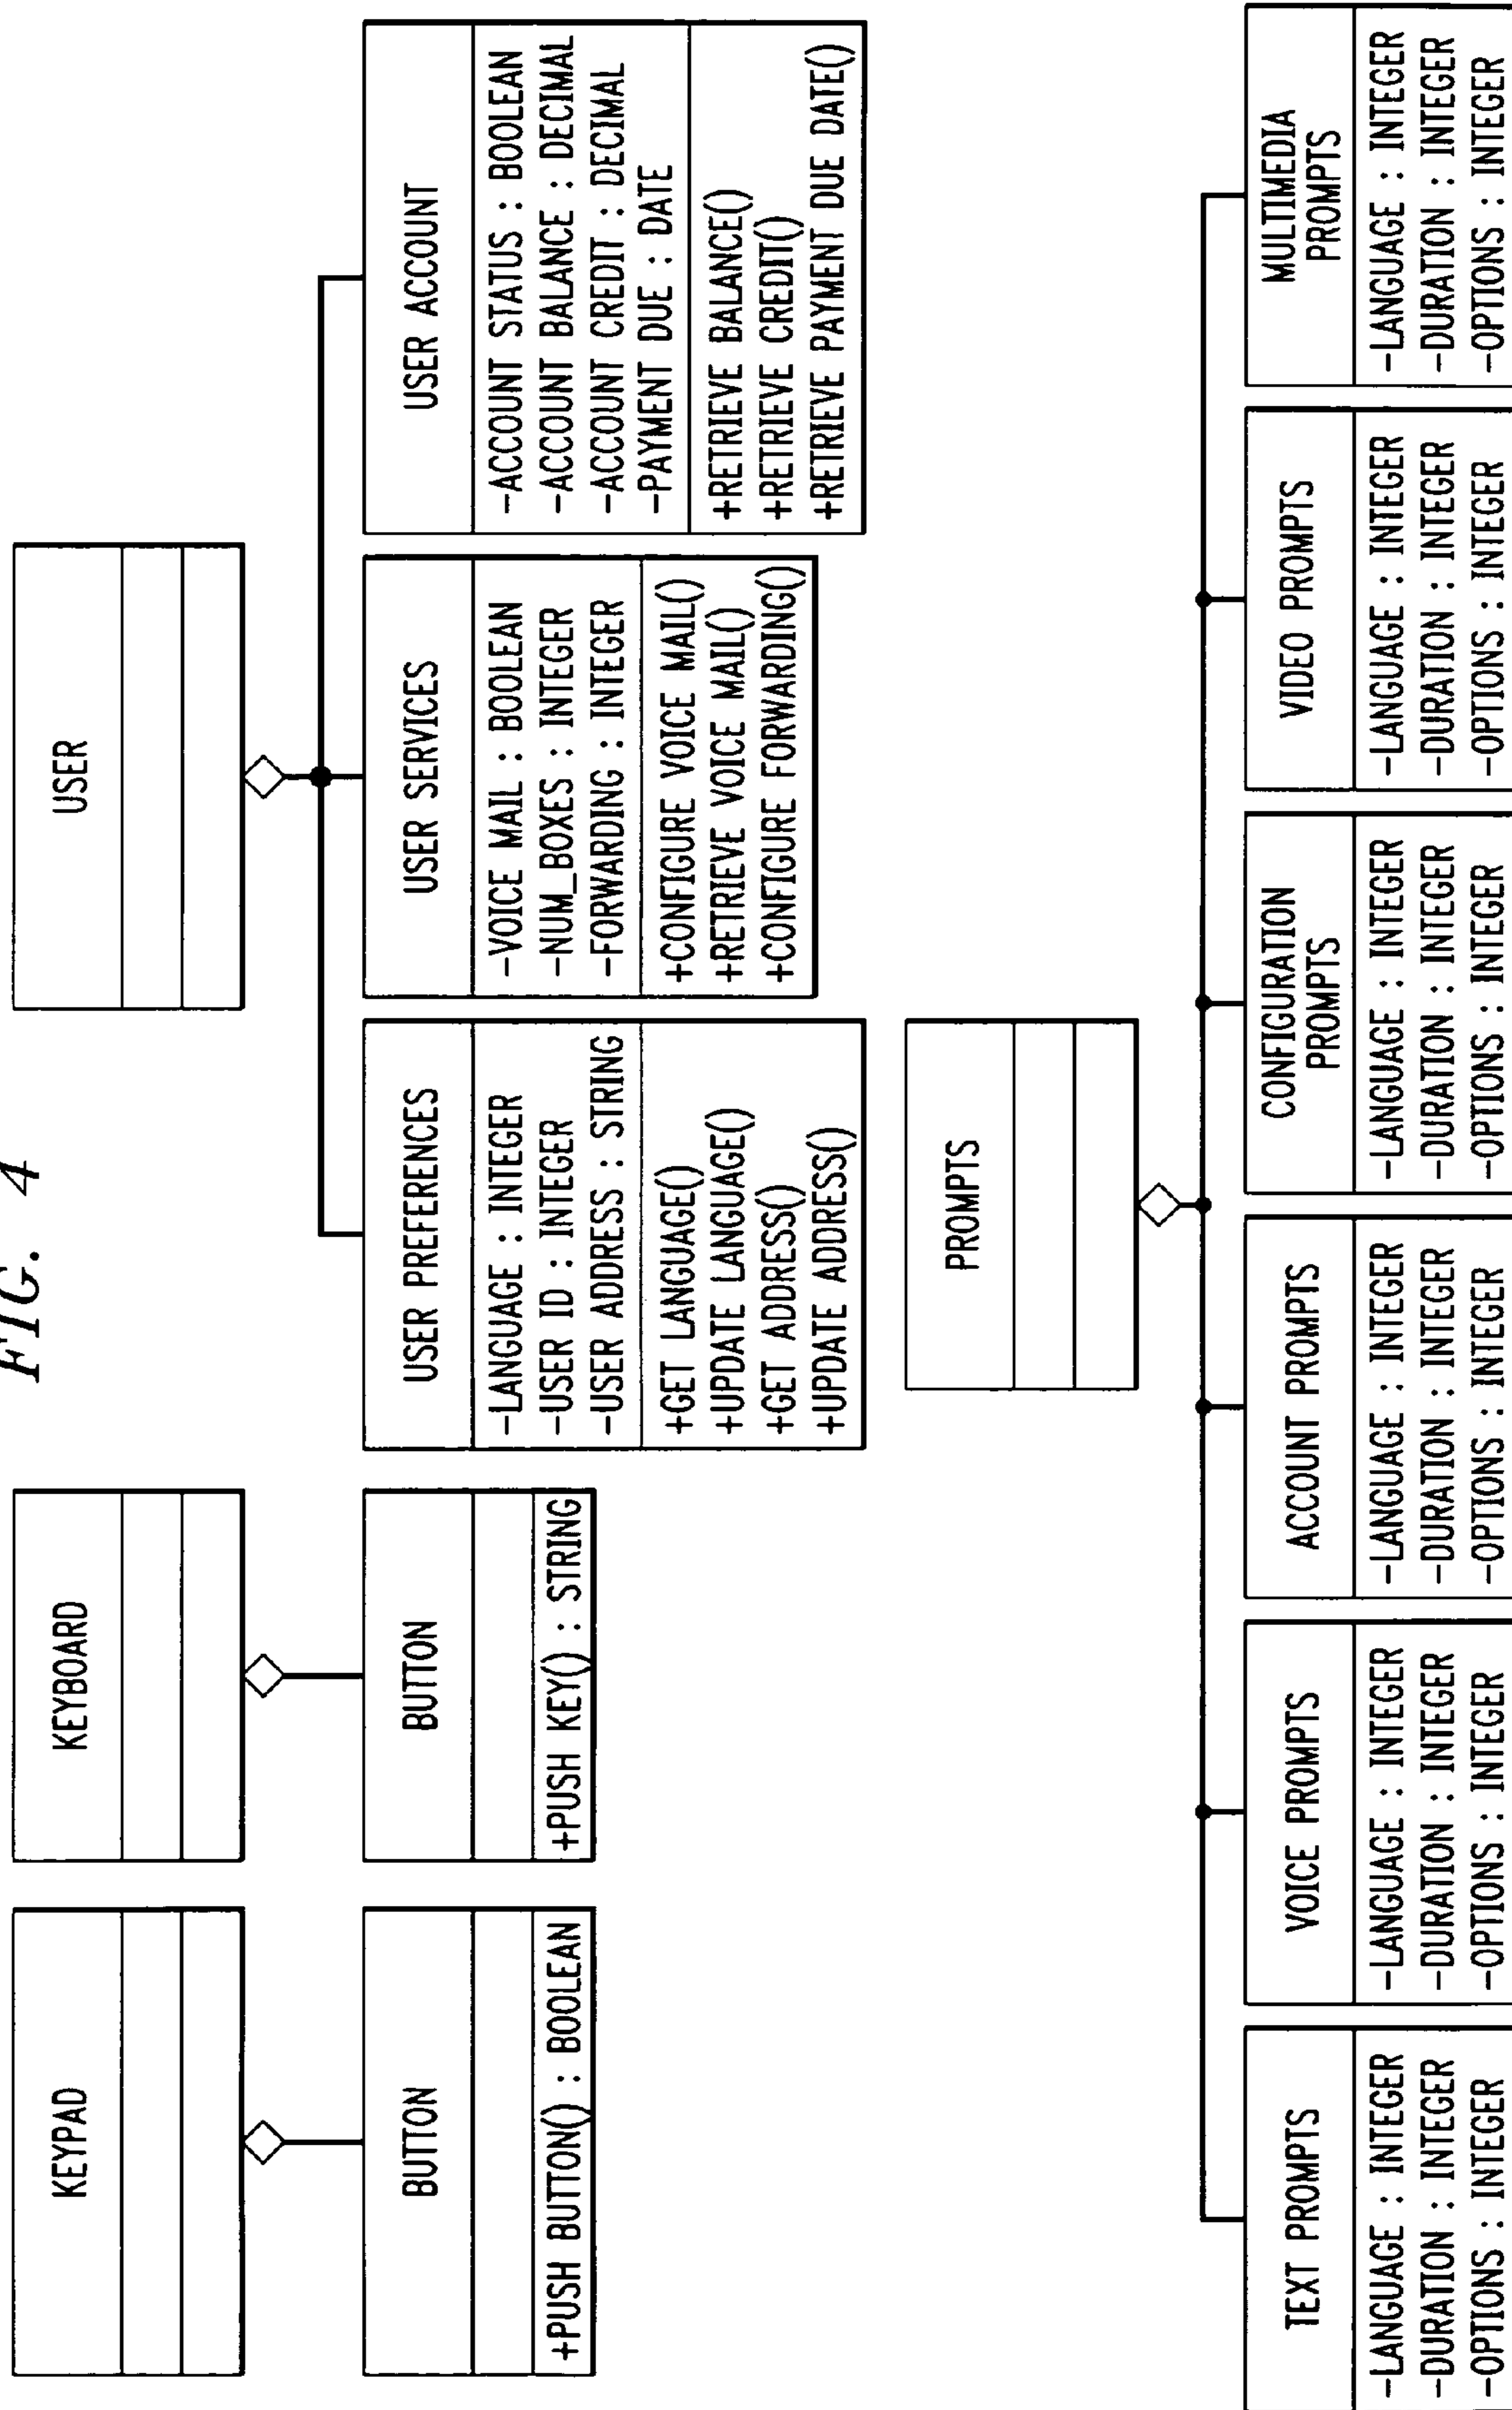 FIG. 4
KEYPAD
BUTTON
+PUSH BUTTON() : BOOLEAN
KEYBOARD
BUTTON
+PUSH KEY() : STRING
USER
USER PREFERENCES
-LANGUAGE : INTEGER
-USER ID : INTEGER
-USER ADDRESS : STRING
+GET LANGUAGE()
+UPDATE LANGUAGE()
+GET ADDRESS()
+UPDATE ADDRESS()
USER SERVICES
-VOICE MAIL : BOOLEAN
-NUM_BOXES : INTEGER
-FORWARDING : INTEGER
+CONFIGURE VOICE MAIL()
+RETRIEVE VOICE MAIL()
+CONFIGURE FORWARDING()
USER ACCOUNT
-ACCOUNT STATUS : BOOLEAN
-ACCOUNT BALANCE : DECIMAL
-ACCOUNT CREDIT : DECIMAL
-PAYMENT DUE : DATE
+RETRIEVE BALANCE()
+RETRIEVE CREDIT()
+RETRIEVE PAYMENT DUE DATE()
PROMPTS
TEXT PROMPTS
-LANGUAGE : INTEGER
-DURATION : INTEGER
-OPTIONS : INTEGER
VOICE PROMPTS
-LANGUAGE : INTEGER
-DURATION : INTEGER
-OPTIONS : INTEGER
ACCOUNT PROMPTS
-LANGUAGE : INTEGER
-DURATION : INTEGER
-OPTIONS : INTEGER
CONFIGURATION
PROMPTS
-LANGUAGE : INTEGER
-DURATION : INTEGER
-OPTIONS : INTEGER
VIDEO PROMPTS
-LANGUAGE : INTEGER
-DURATION : INTEGER
-OPTIONS : INTEGER
MULTIMEDIA
PROMPTS
-LANGUAGE : INTEGER
-DURATION : INTEGER
-OPTIONS : INTEGER